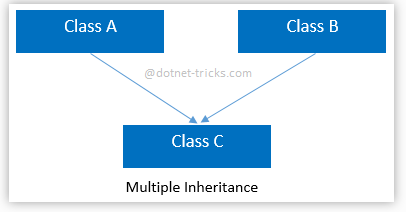 Class A
Class B
@dotnet-tricks.com
Class C
Multiple Inheritance